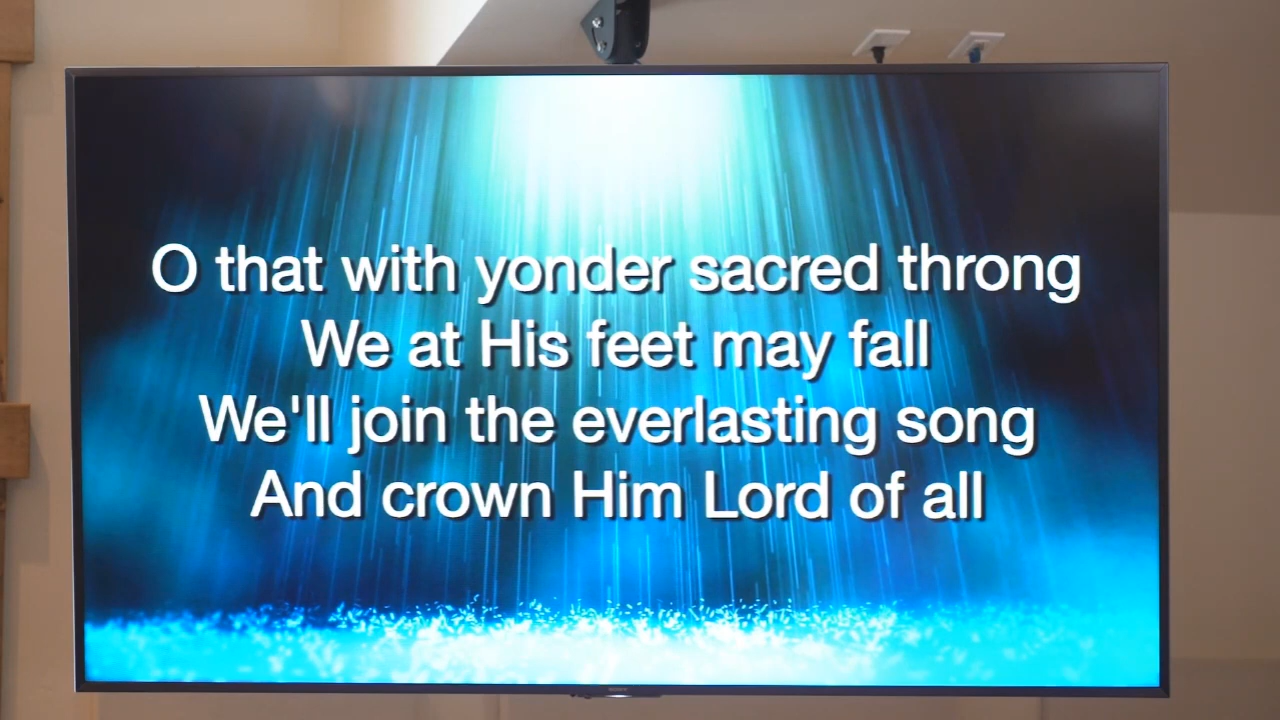 O that with yonder sacred throng
We at His feet may fall
We'll join the everlasting song
And crown Him Lord of all